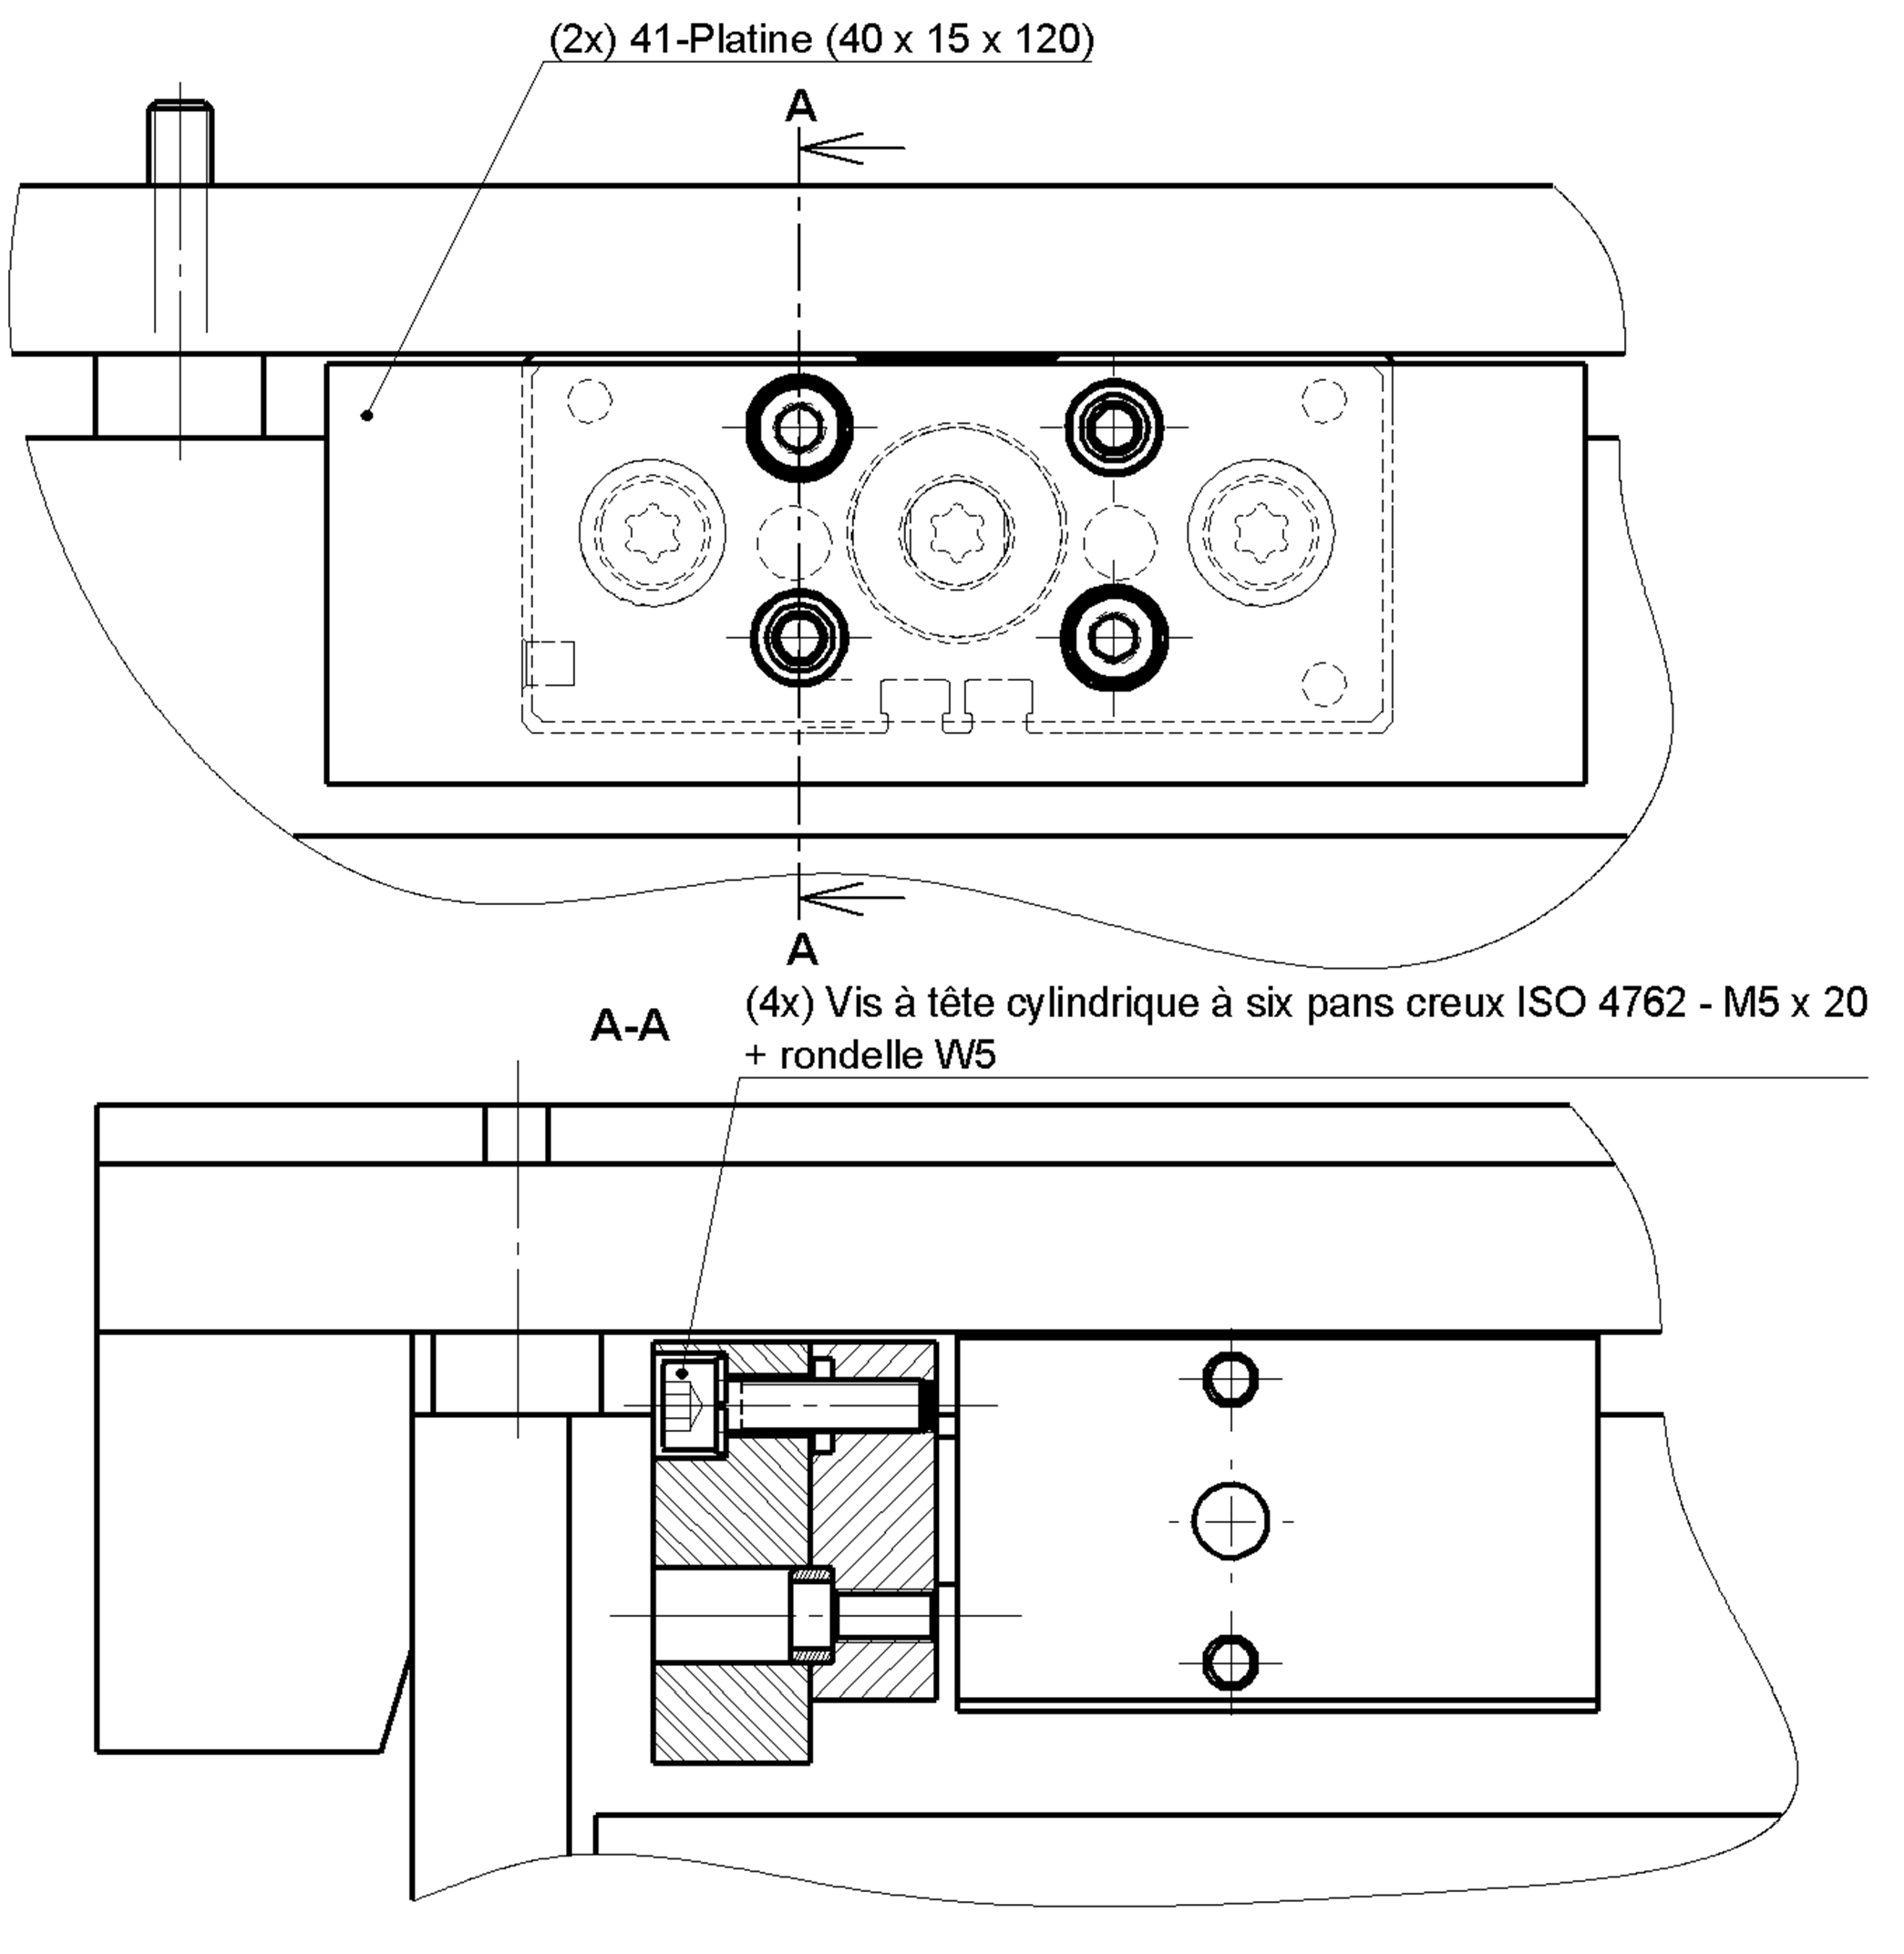 (2x) 41-Platine (40 x 15 x 120)
A
A
(4x) Vis à tête cylindrique à six pans creux ISO 4762 - M5 x 20
A-A
+ rondelle W5